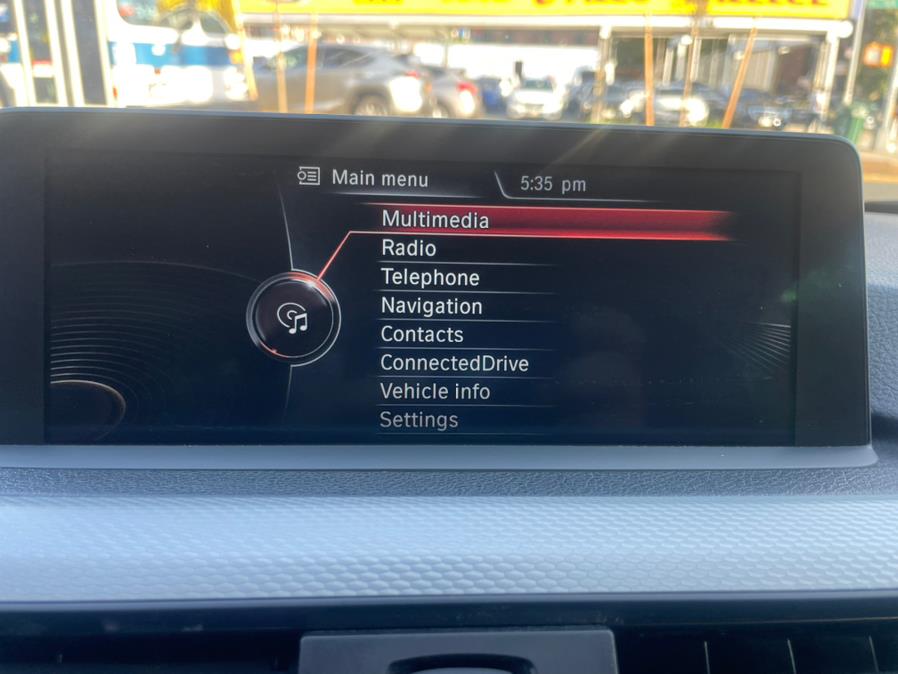 Main menu
5:35 pm
Multimedia
Radio
Telephone
Navigation
Contacts
ConnectedDrive
Vehicle info
Settings